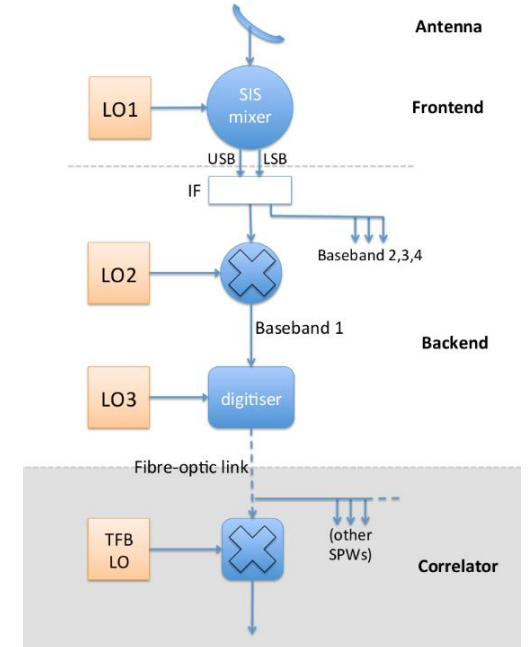 Antenna
SIS
mixer
LO1
Frontend
USB
LSB
IF
Baseband 2,3,4
LO2
Baseband 1
Backend
LO3
digitiser
Fibre-optic link
(other
SPWs)
TFB
LO
Correlator